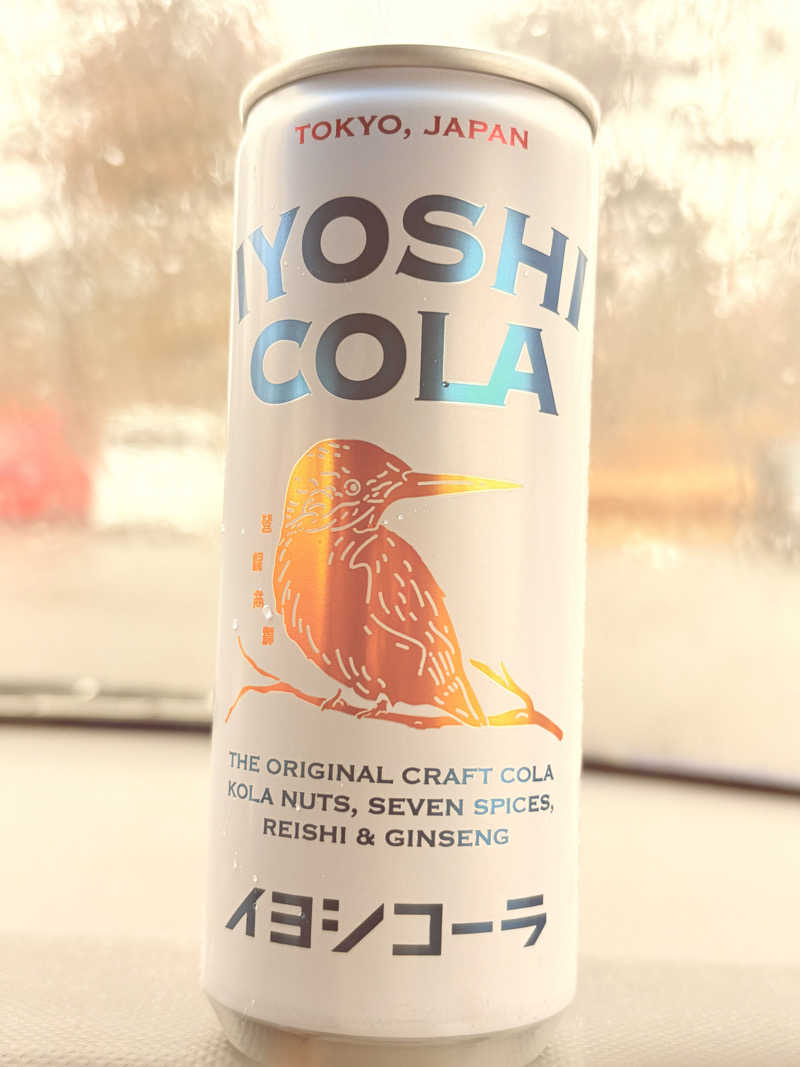 TOKYO, JAPAN
IYOSHI
COLA
THE ORIGINAL CRAFT COLA
KOLA NUTS, SEVEN SPICES,
REISHI & GINSENG
イヨシコーラ